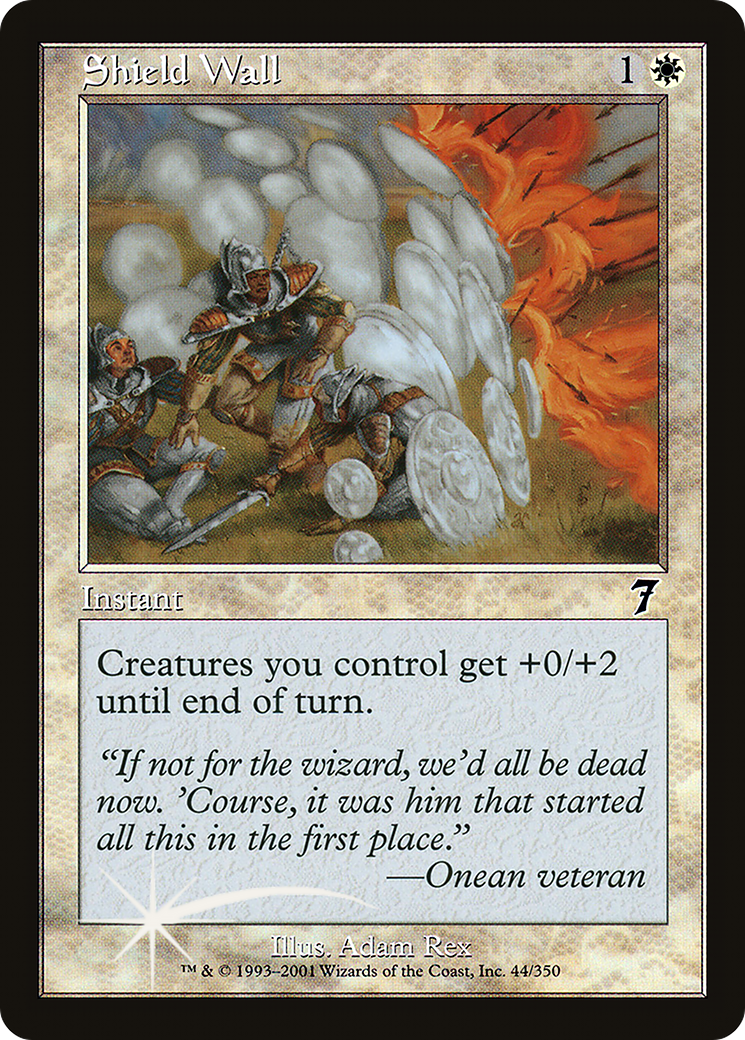 Shield Wall 1
Instant 7
Creatures you control get +0/+2
until end of turn.
“If not for the wizard, we’d all be dead
now. ’Course, it was him that started
all this in the first place.”
—Onean veteran
Illus. Adam Rex
™ & © 1993–2001 Wizards of the Coast, Inc. 44/350